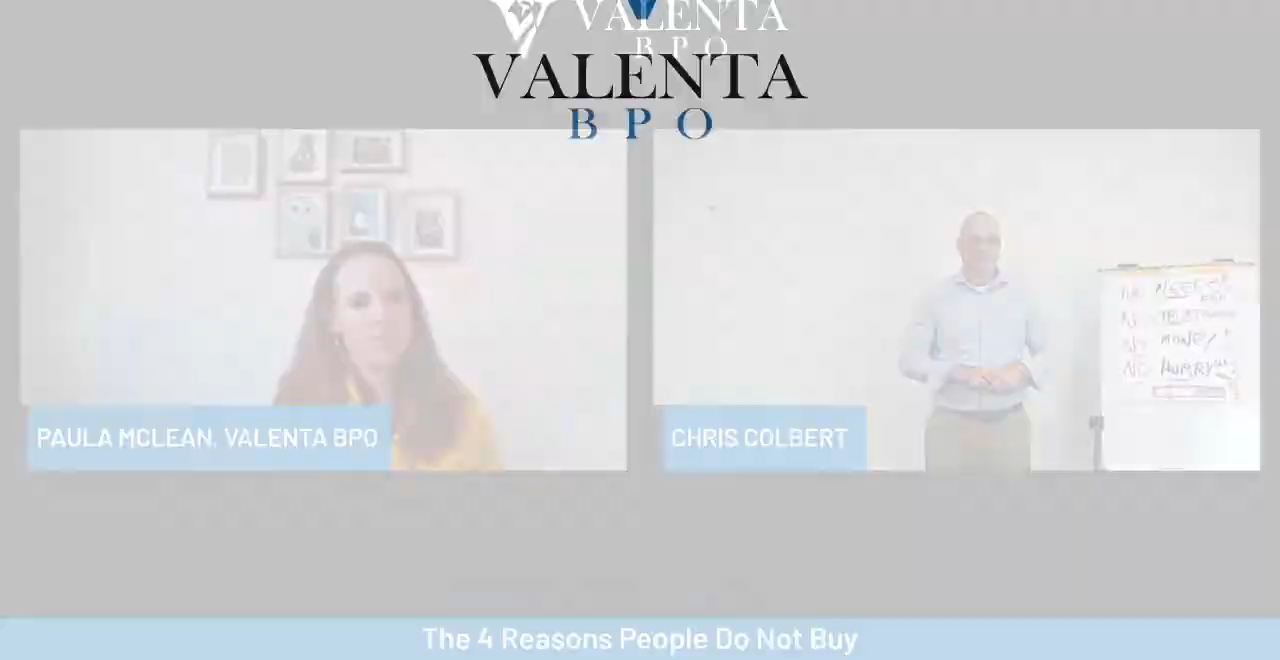 VALENTA
BPO
VALENTA
BPO
NO
MONEY
NO HURRY
PAULA MCLEAN, VALENTA BPO
CHRIS COLBERT
The 4 Reasons People Do Not Buy